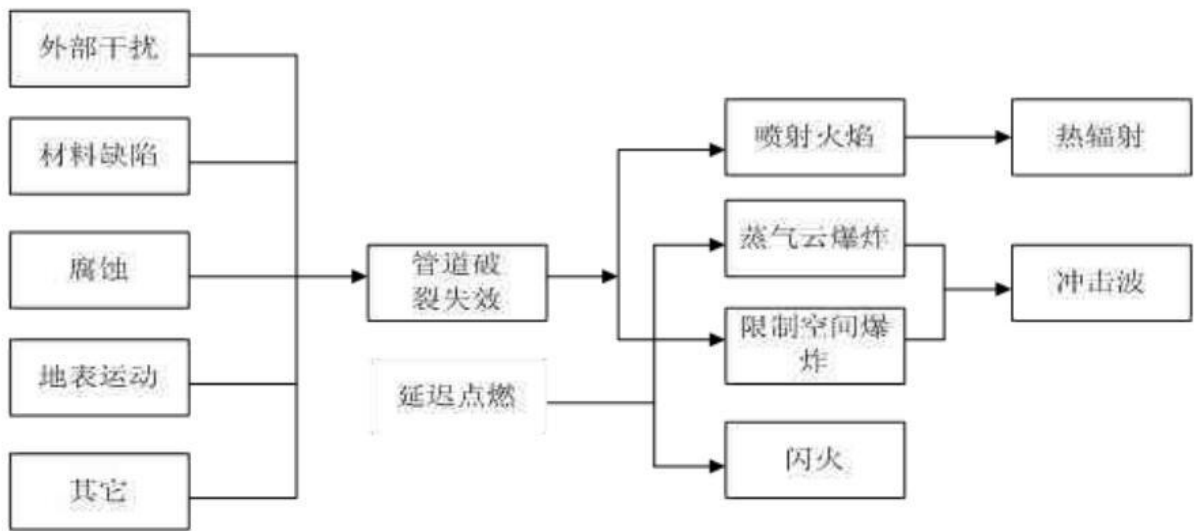 外部干扰
材料缺陷
腐蚀
地表运动
其它
管道破
裂失效
延迟点燃
喷射火焰
蒸气云爆炸
限制空间爆
炸
闪火
热辐射
冲击波